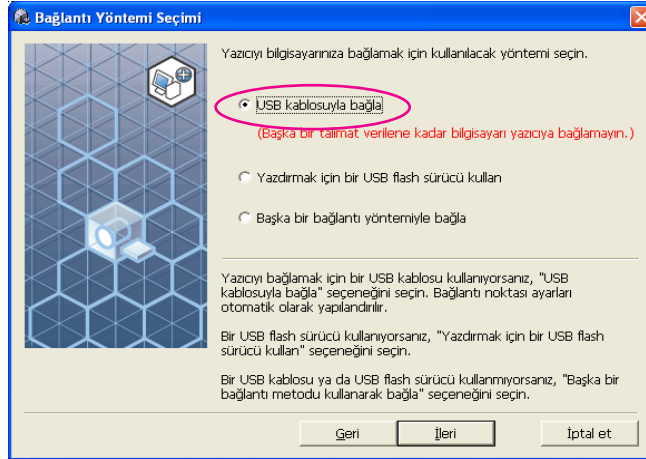 Bağlantı Yöntemi Seçimi
Yazıcıyı bilgisayarınıza bağlamak için kullanılacak yöntemi seçin.
USB kablosuyla bağla
(Başka bir talimat verilene kadar bilgisayarı yazıcıya bağlamayın.)
Yazdırmak için bir USB flash sürücü kullan
Başka bir bağlantı yöntemiyle bağla
Yazıcıyı bağlamak için bir USB kablosu kullanıyorsanız, "USB
kablosuyla bağla" seçeneğini seçin. Bağlantı noktası ayarları
otomatik olarak yapılandırılır.
Bir USB flash sürücü kullanıyorsanız, "Yazdırmak için bir USB flash
sürücü kullan" seçeneğini seçin.
Bir USB kablosu ya da USB flash sürücü kullanmıyorsanız, "Başka bir
bağlantı metodu kullanarak bağla" seçeneğini seçin.
Geri İleri İptal et